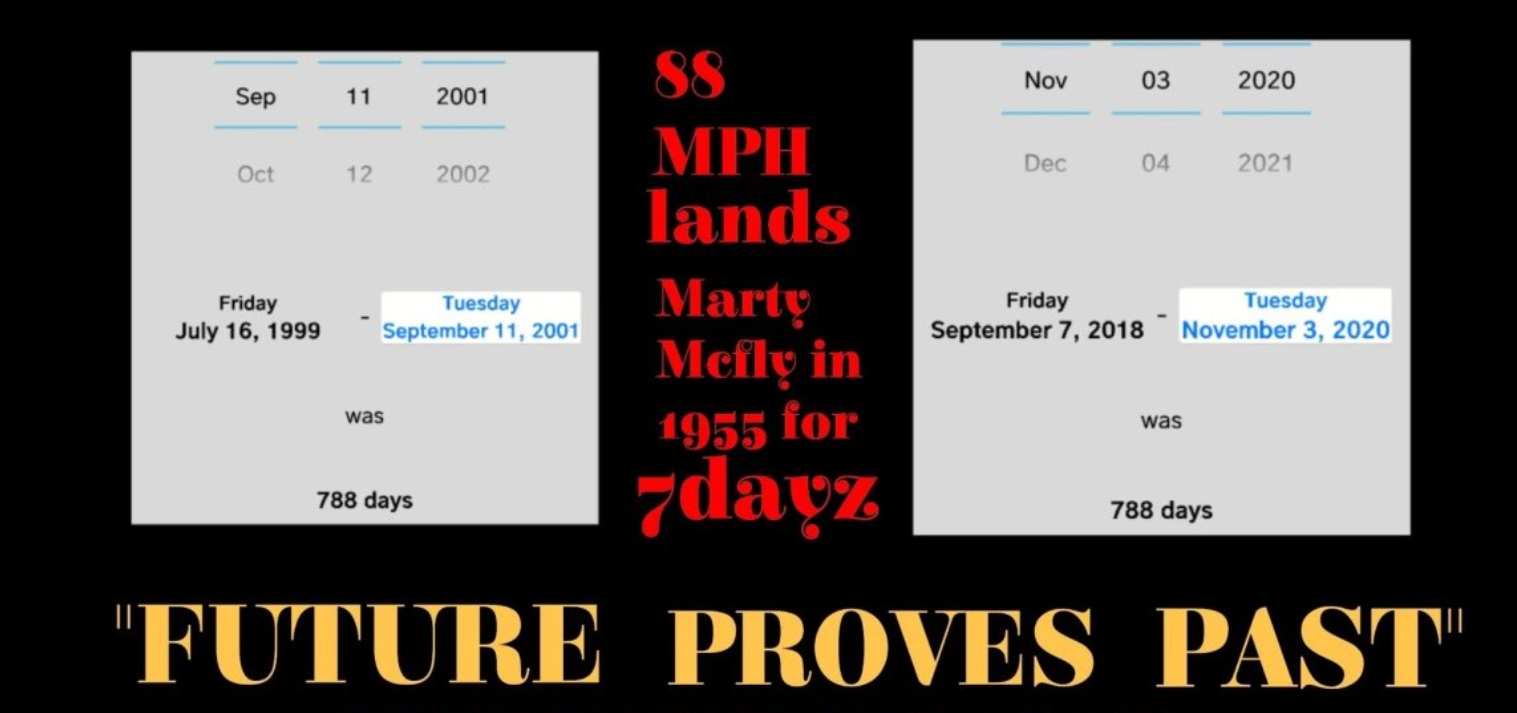 Sep 11 2001
Oct 12 2002
Friday
July 16, 1999
-
Tuesday
September 11, 2001
was
788 days
88
MPH
lands
Marty
Mcfly in
1955 for
7dayz
Nov 03 2020
Dec 04 2021
Friday
September 7, 2018
-
Tuesday
November 3, 2020
was
788 days
"FUTURE PROVES PAST"